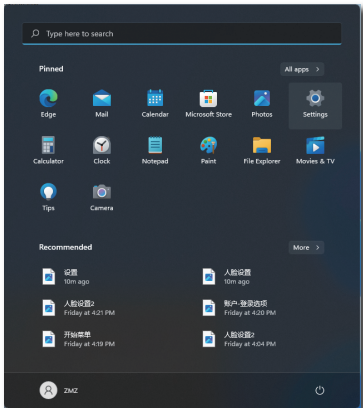 Type here to search
Pinned
All apps >
Edge
Mail
Calendar
Microsoft Store
Photos
Settings
Calculator
Clock
Notepad
Paint
File Explorer
Movies & TV
Tips
Camera
Recommended
More >
设置
10m ago
人脸设置
10m ago
人脸设置2
Friday at 4:21 PM
账户-登录选项
Friday at 4:20 PM
开始菜单
Friday at 4:19 PM
人脸设置2
Friday at 4:04 PM
ZMZ